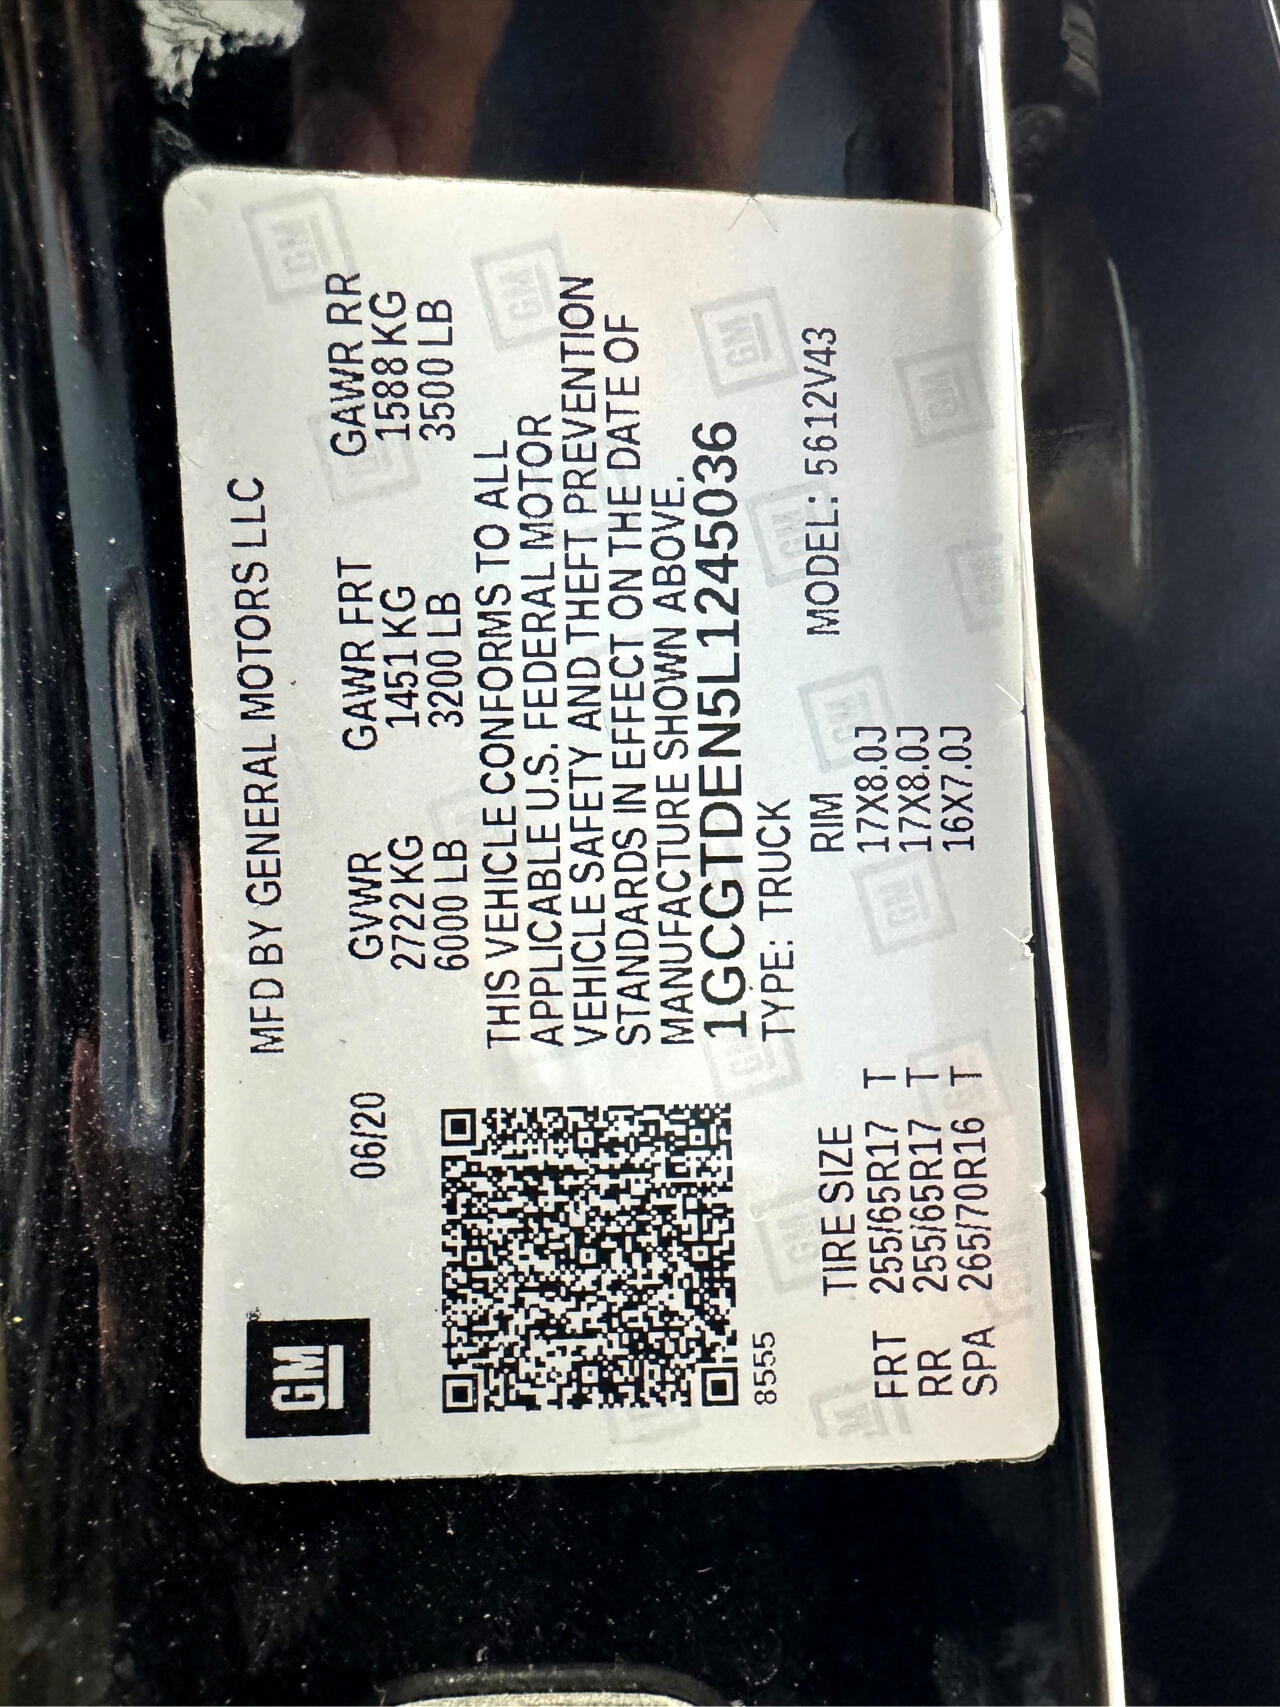 GM
MFD BY GENERAL MOTORS LLC
06/20
GVWR GAWR FRT GAWR RR
2722 KG 1451 KG 1588 KG
6000 LB 3200 LB 3500 LB
THIS VEHICLE CONFORMS TO ALL
APPLICABLE U.S. FEDERAL MOTOR
VEHICLE SAFETY AND THEFT PREVENTION
STANDARDS IN EFFECT ON THE DATE OF
MANUFACTURE SHOWN ABOVE.
1GCGTDEN5L1245036
8555 TYPE: TRUCK
TIRE SIZE RIM MODEL: 5612V43
FRT 255/65R17 T 17X8.0J
RR 255/65R17 T 17X8.0J
SPA 265/70R16 T 16X7.0J